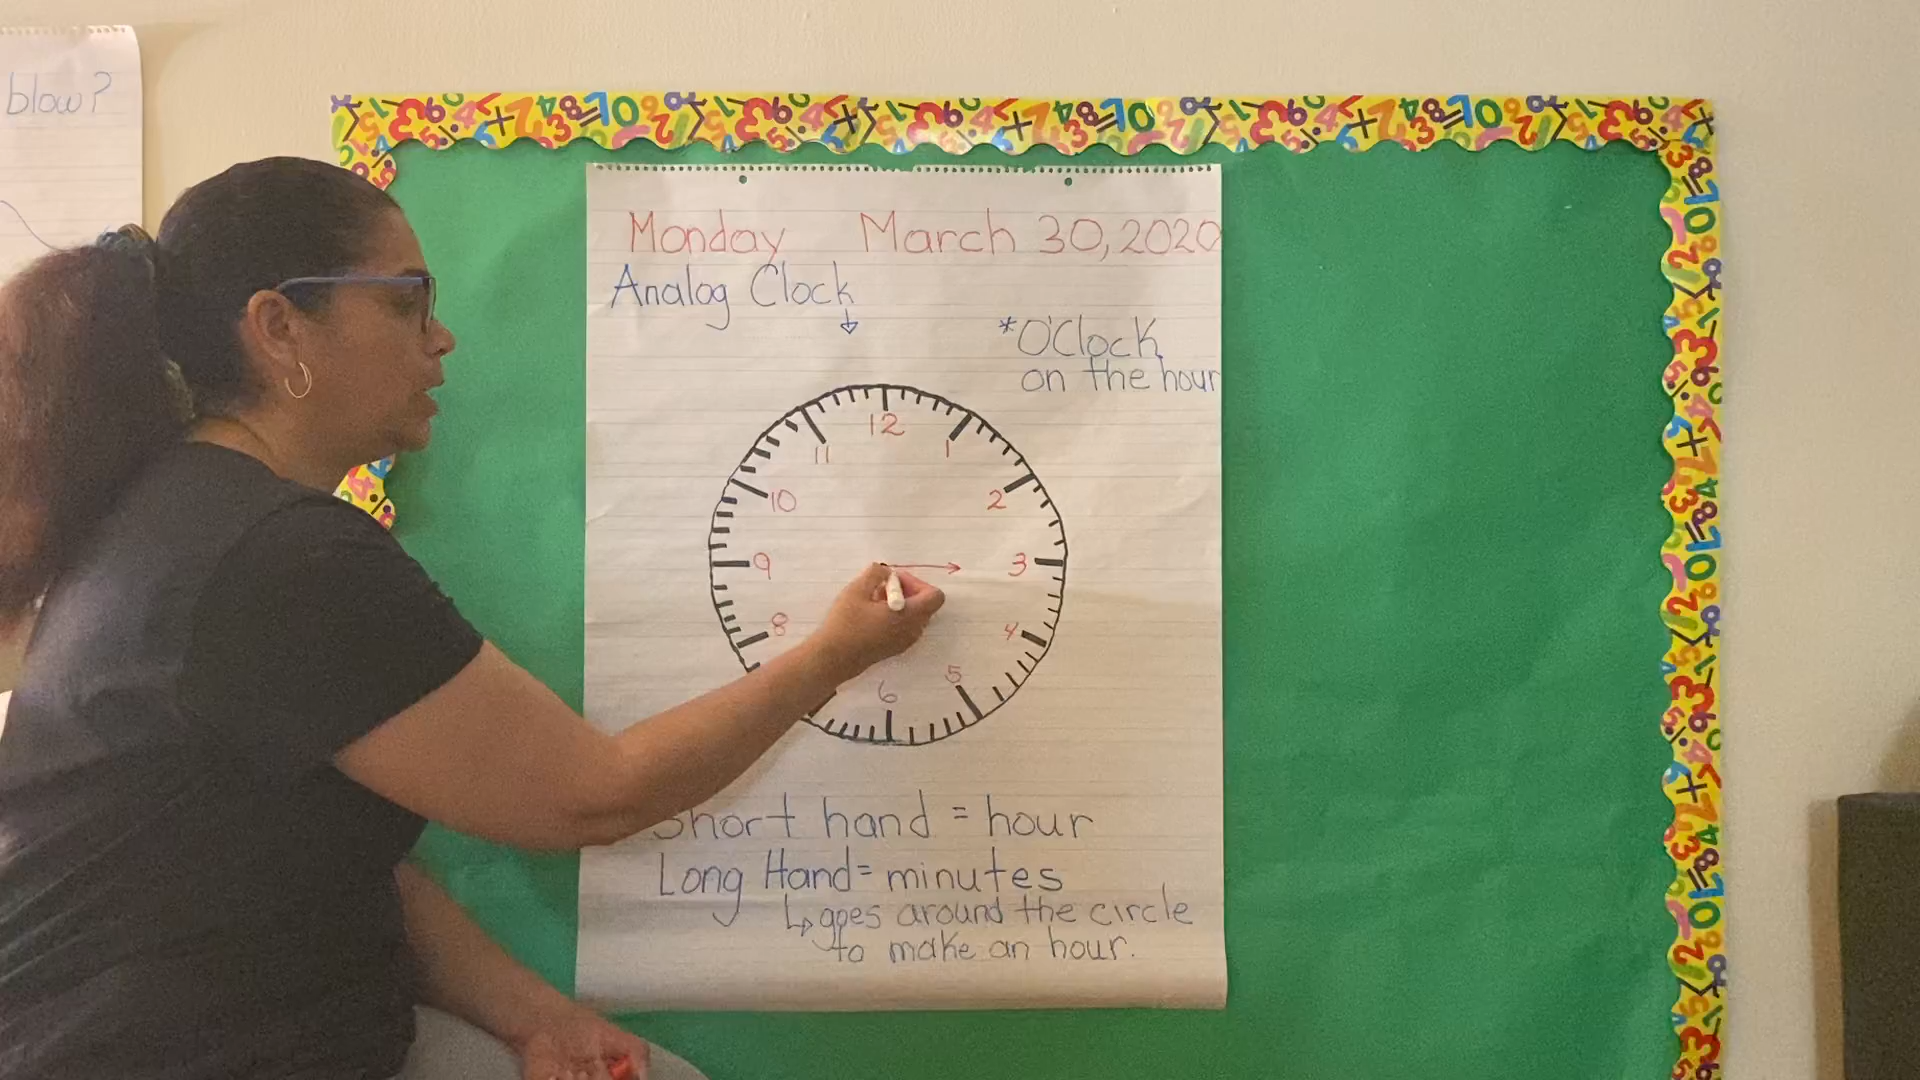 blow?
Monday March 30, 2020
Analog Clock
*O'Clock
on the hour
12
11 1
10 2
9 3
8 4
5
6
Short hand = hour
Long Hand = minutes
↳ goes around the circle
to make an hour.